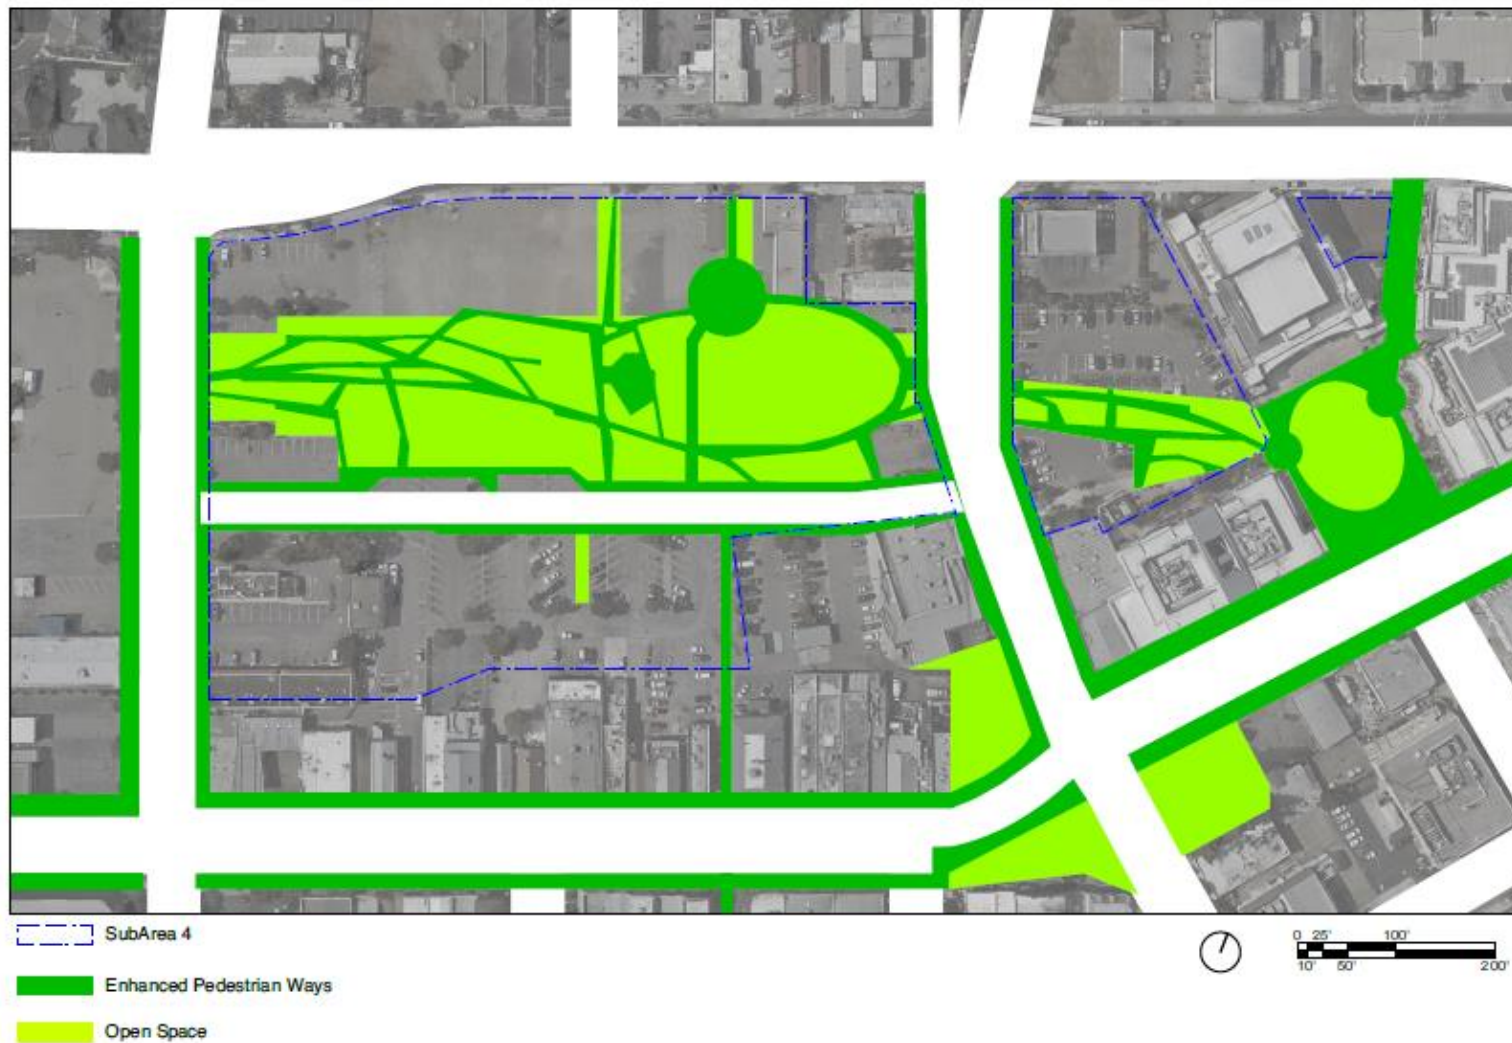 SubArea 4
Enhanced Pedestrian Ways
Open Space
0 25' 100'
10' 50' 200'